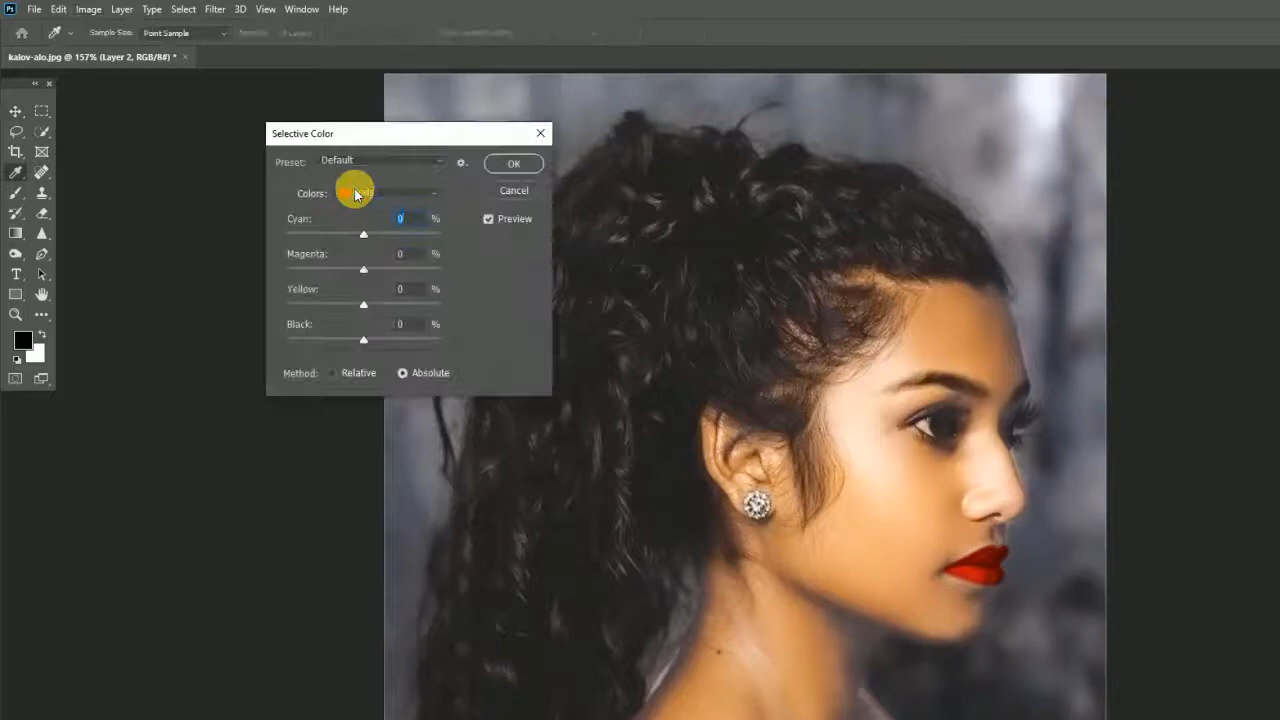 Ps File Edit Image Layer Type Select Filter 3D View Window Help
Sample Size: Point Sample
kalov-alo.jpg @ 157% (Layer 2, RGB/8#) *
Selective Color
Preset: Default
OK
Colors:
Cancel
Cyan: 0 %
Preview
Magenta: 0 %
Yellow: 0 %
Black: 0 %
Method: Relative Absolute